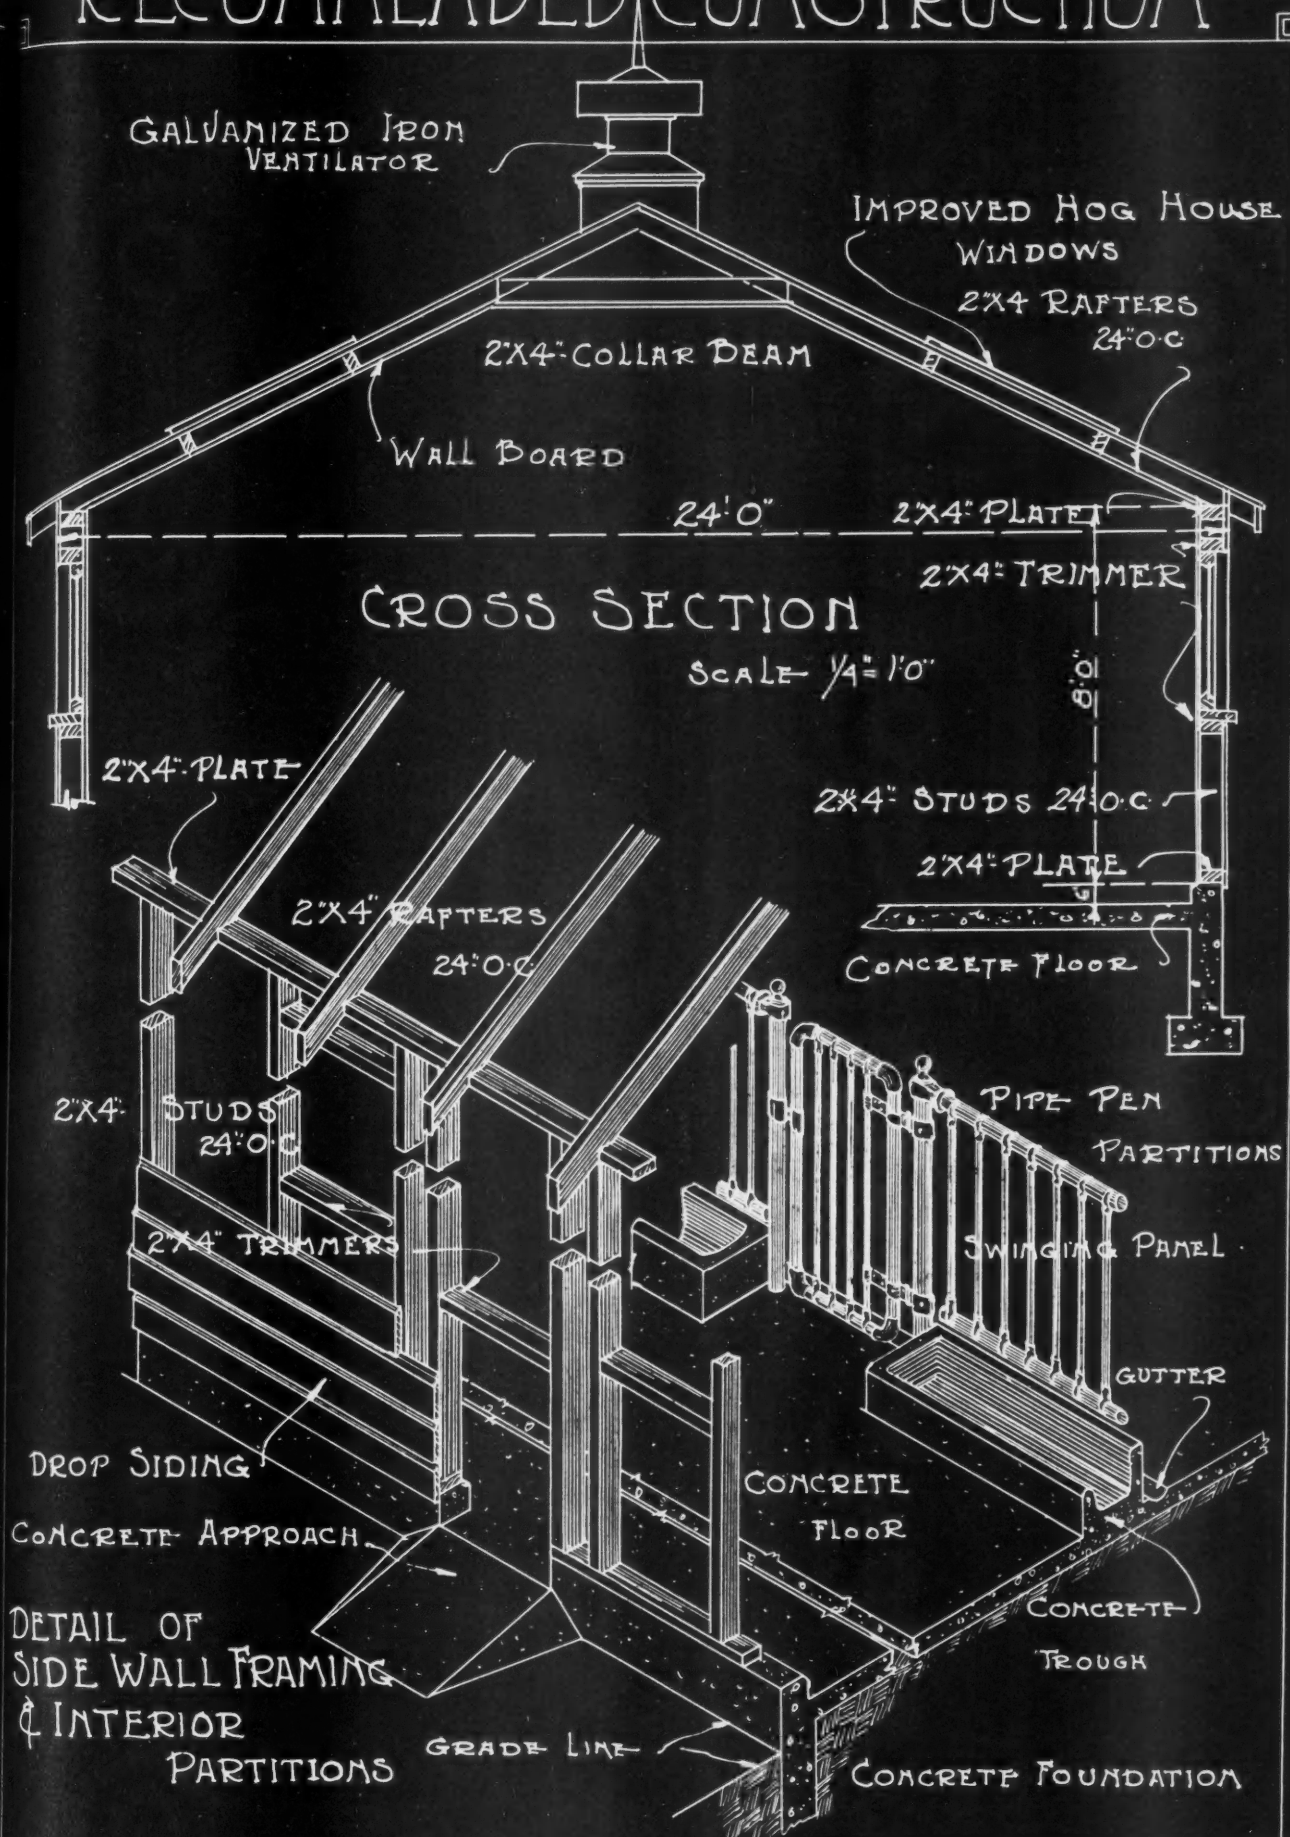 RECOMMENDED CONSTRUCTION
GALVANIZED IRON
VENTILATOR
IMPROVED HOG HOUSE
WINDOWS
2"X4 RAFTERS
24" O.C
2"X4" COLLAR BEAM
WALL BOARD
24'0"
2"X4" PLATE
2"X4" TRIMMER
CROSS SECTION
SCALE 1/4" = 1'0"
8'0"
2"X4" PLATE
2"X4" STUDS 24" O.C.
2"X4" PLATE
6"
2"X4" RAFTERS
24" O.C
CONCRETE FLOOR
PIPE PEN
PARTITIONS
2"X4" STUDS
24" O.C
2"X4" TRIMMERS
SWINGING PANEL
GUTTER
DROP SIDING
CONCRETE
FLOOR
CONCRETE APPROACH
CONCRETE
TROUGH
DETAIL OF
SIDE WALL FRAMING
& INTERIOR
PARTITIONS
GRADE LINE
CONCRETE FOUNDATION